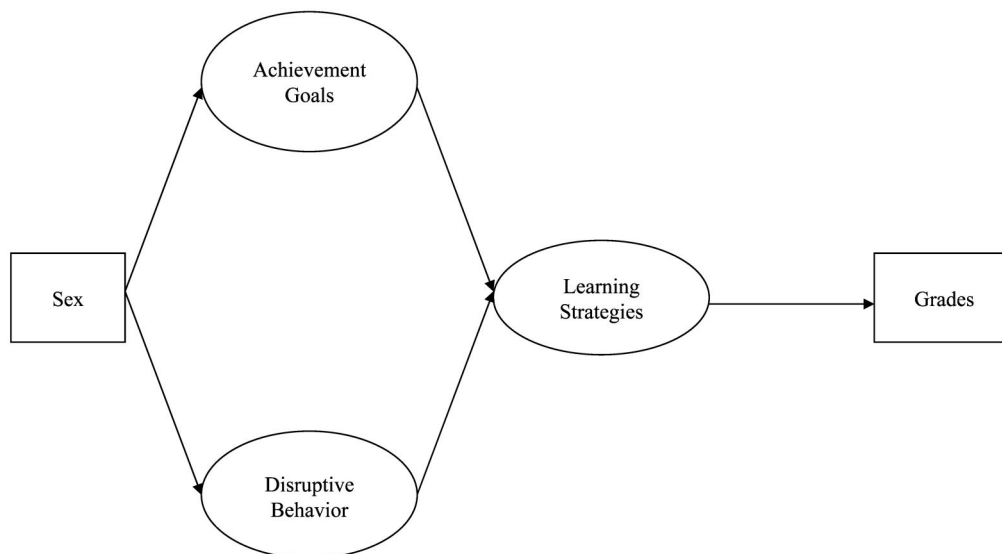 Achievement
Goals
Sex
Learning
Strategies
Grades
Disruptive
Behavior